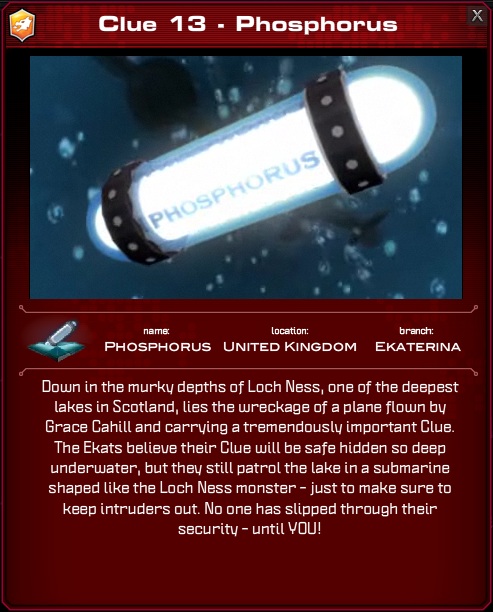 Clue 13 - Phosphorus
X
PHOSPHORUS
name:
PHOSPHORUS
location:
UNITED KINGDOM
branch:
EKATERINA
Down in the murky depths of Loch Ness, one of the deepest
lakes in Scotland, lies the wreckage of a plane flown by
Grace Cahill and carrying a tremendously important Clue.
The Ekats believe their Clue will be safe hidden so deep
underwater, but they still patrol the lake in a submarine
shaped like the Loch Ness monster – just to make sure to
keep intruders out. No one has slipped through their
security – until YOU!